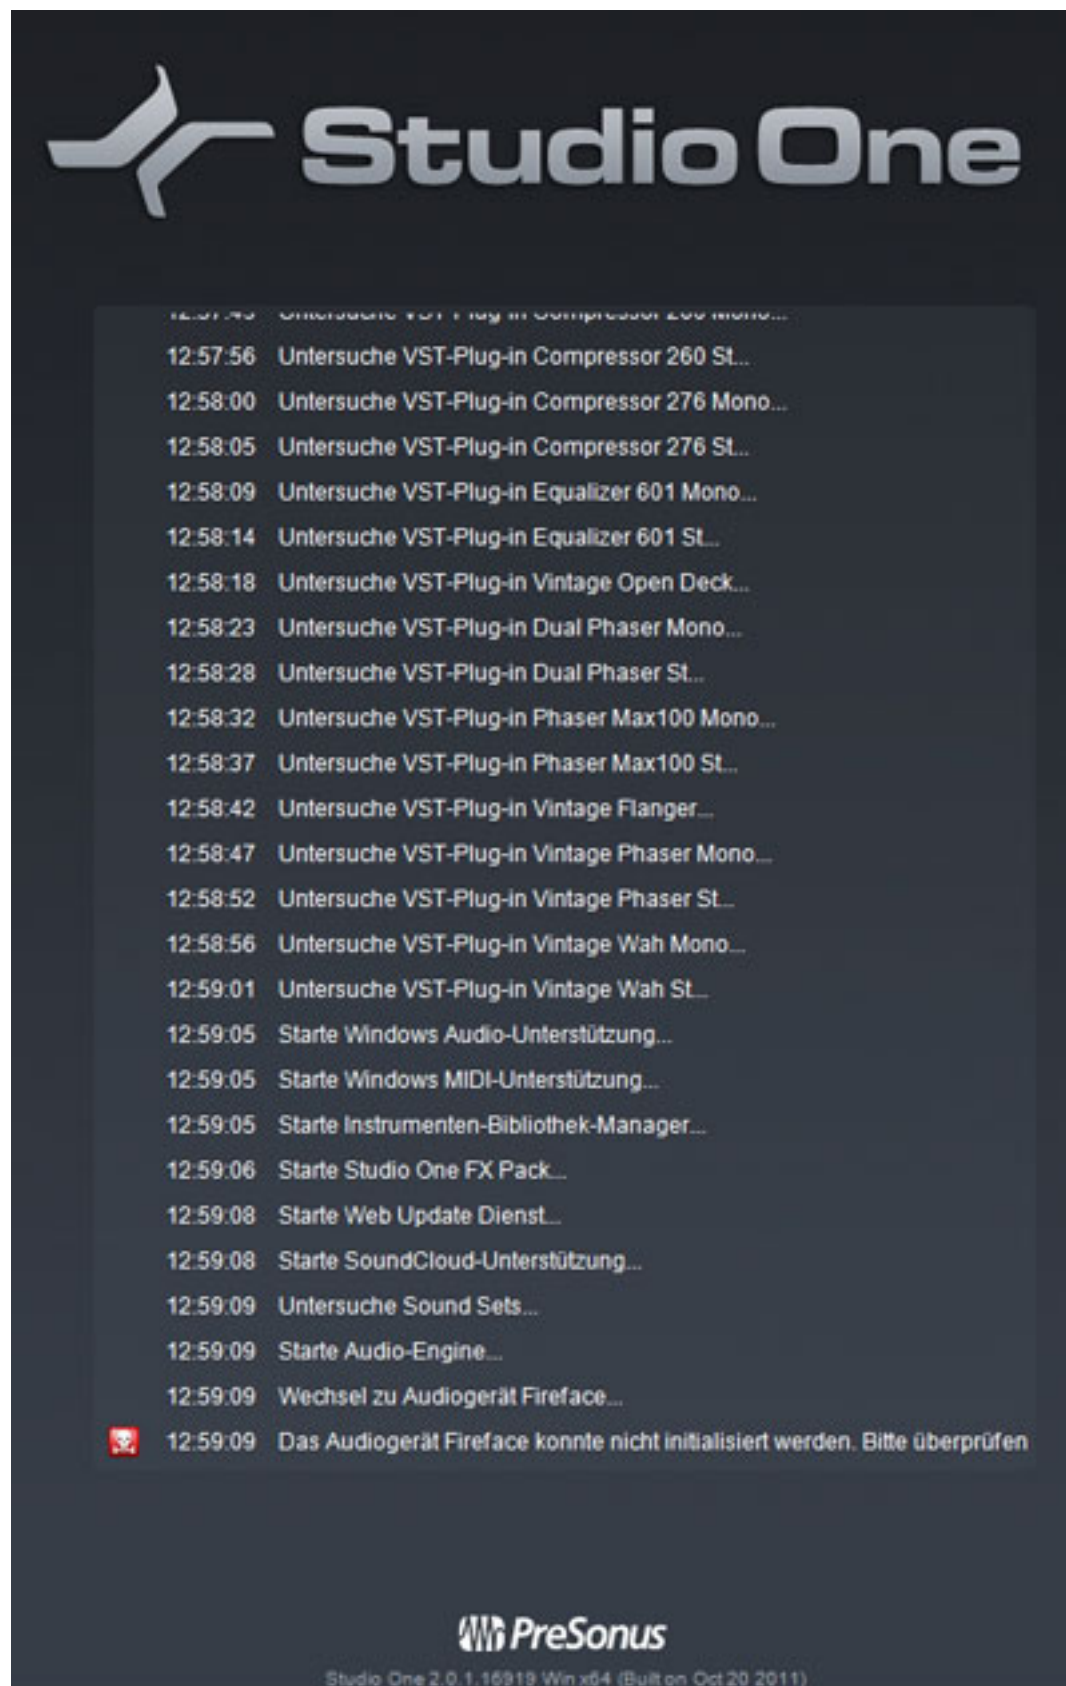 Studio One
12:57:56 Untersuche VST-Plug-in Compressor 260 St...
12:58:00 Untersuche VST-Plug-in Compressor 276 Mono...
12:58:05 Untersuche VST-Plug-in Compressor 276 St...
12:58:09 Untersuche VST-Plug-in Equalizer 601 Mono...
12:58:14 Untersuche VST-Plug-in Equalizer 601 St...
12:58:18 Untersuche VST-Plug-in Vintage Open Deck...
12:58:23 Untersuche VST-Plug-in Dual Phaser Mono...
12:58:28 Untersuche VST-Plug-in Dual Phaser St...
12:58:32 Untersuche VST-Plug-in Phaser Max100 Mono...
12:58:37 Untersuche VST-Plug-in Phaser Max100 St...
12:58:42 Untersuche VST-Plug-in Vintage Flanger...
12:58:47 Untersuche VST-Plug-in Vintage Phaser Mono...
12:58:52 Untersuche VST-Plug-in Vintage Phaser St...
12:58:56 Untersuche VST-Plug-in Vintage Wah Mono...
12:59:01 Untersuche VST-Plug-in Vintage Wah St...
12:59:05 Starte Windows Audio-Unterstützung...
12:59:05 Starte Windows MIDI-Unterstützung...
12:59:05 Starte Instrumenten-Bibliothek-Manager...
12:59:06 Starte Studio One FX Pack...
12:59:08 Starte Web Update Dienst...
12:59:08 Starte SoundCloud-Unterstützung...
12:59:09 Untersuche Sound Sets...
12:59:09 Starte Audio-Engine...
12:59:09 Wechsel zu Audiogerät Fireface...
12:59:09 Das Audiogerät Fireface konnte nicht initialisiert werden. Bitte überprüfen
PreSonus
Studio One 2.0.1.16919 Win x64 (Built on Oct 20 2011)